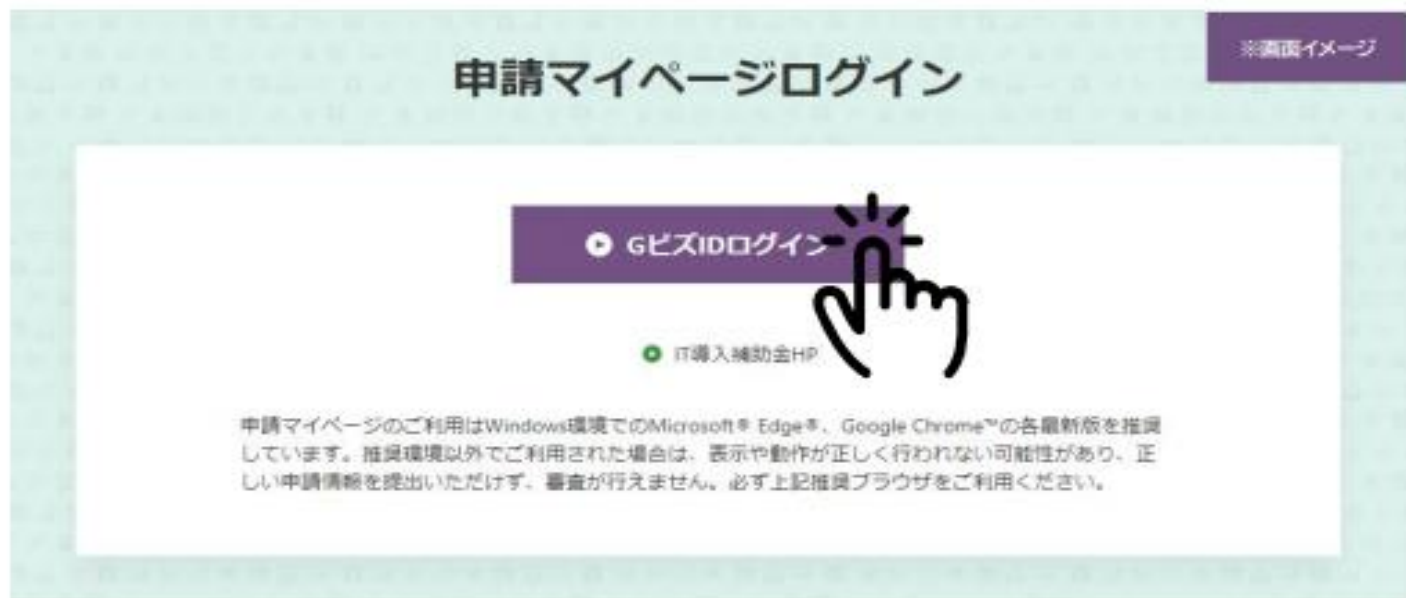 ※画面イメージ
申請マイページログイン
GビズIDログイン
IT導入補助金HP
申請マイページのご利用はWindows環境でのMicrosoft® Edge®、Google Chrome™の各最新版を推奨
しています。推奨環境以外でご利用された場合は、表示や動作が正しく行われない可能性があり、正
しい申請情報を提出いただけず、審査が行えません。必ず上記推奨ブラウザをご利用ください。